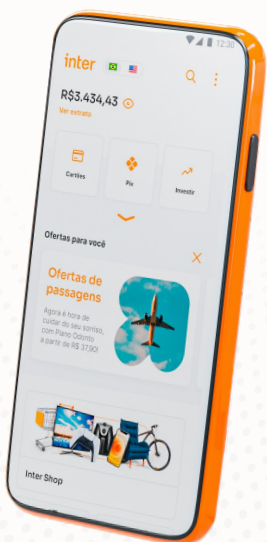 12:30
inter
R$3.434,43
Ver extrato
Cartões
Pix
Investir
Ofertas para você
Ofertas de
passagens
Agora é hora de
cuidar do seu sorriso,
com Plano Odonto
a partir de R$ 37,90!
Inter Shop